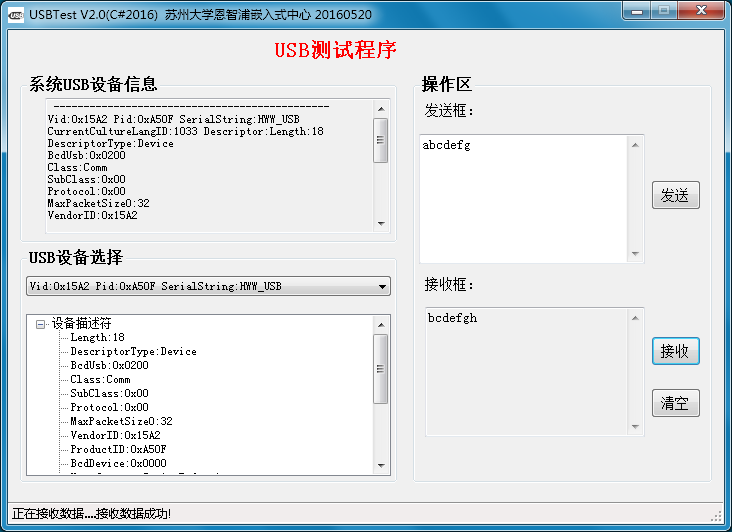 USBTest V2.0(C#2016) 苏州大学恩智浦嵌入式中心 20160520
USB测试程序
系统USB设备信息
----------------------------------------------
Vid:0x15A2 Pid:0xA50F SerialString:HWW_USB
CurrentCultureLangID:1033 Descriptor:Length:18
DescriptorType:Device
BcdUsb:0x0200
Class:Comm
SubClass:0x00
Protocol:0x00
MaxPacketSize0:32
VendorID:0x15A2
USB设备选择
Vid:0x15A2 Pid:0xA50F SerialString:HWW_USB
设备描述符
Length:18
DescriptorType:Device
BcdUsb:0x0200
Class:Comm
SubClass:0x00
Protocol:0x00
MaxPacketSize0:32
VendorID:0x15A2
ProductID:0xA50F
BcdDevice:0x0000
操作区
发送框：
abcdefg
发送
接收框：
bcdefgh
接收
清空
正在接收数据....接收数据成功!